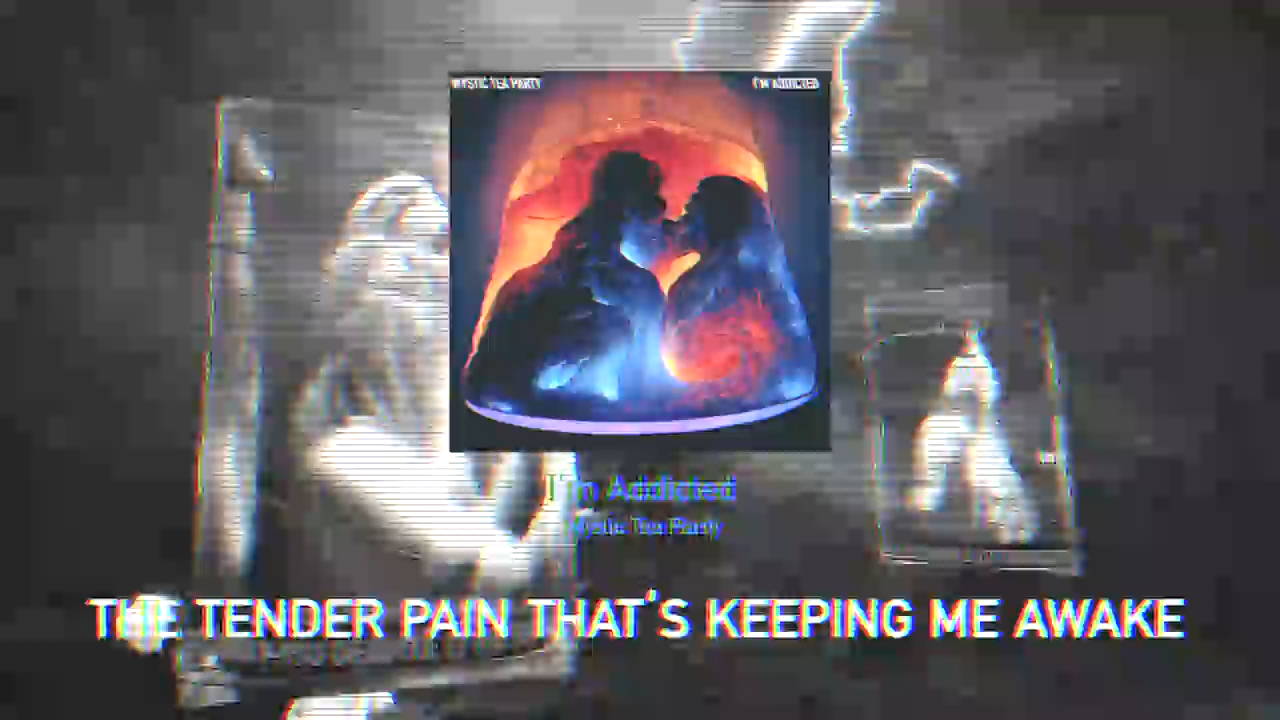 MYSTIC TEA PARTY
I'M ADDICTED
I'm Addicted
Mystic Tea Party
THE TENDER PAIN THAT'S KEEPING ME AWAKE